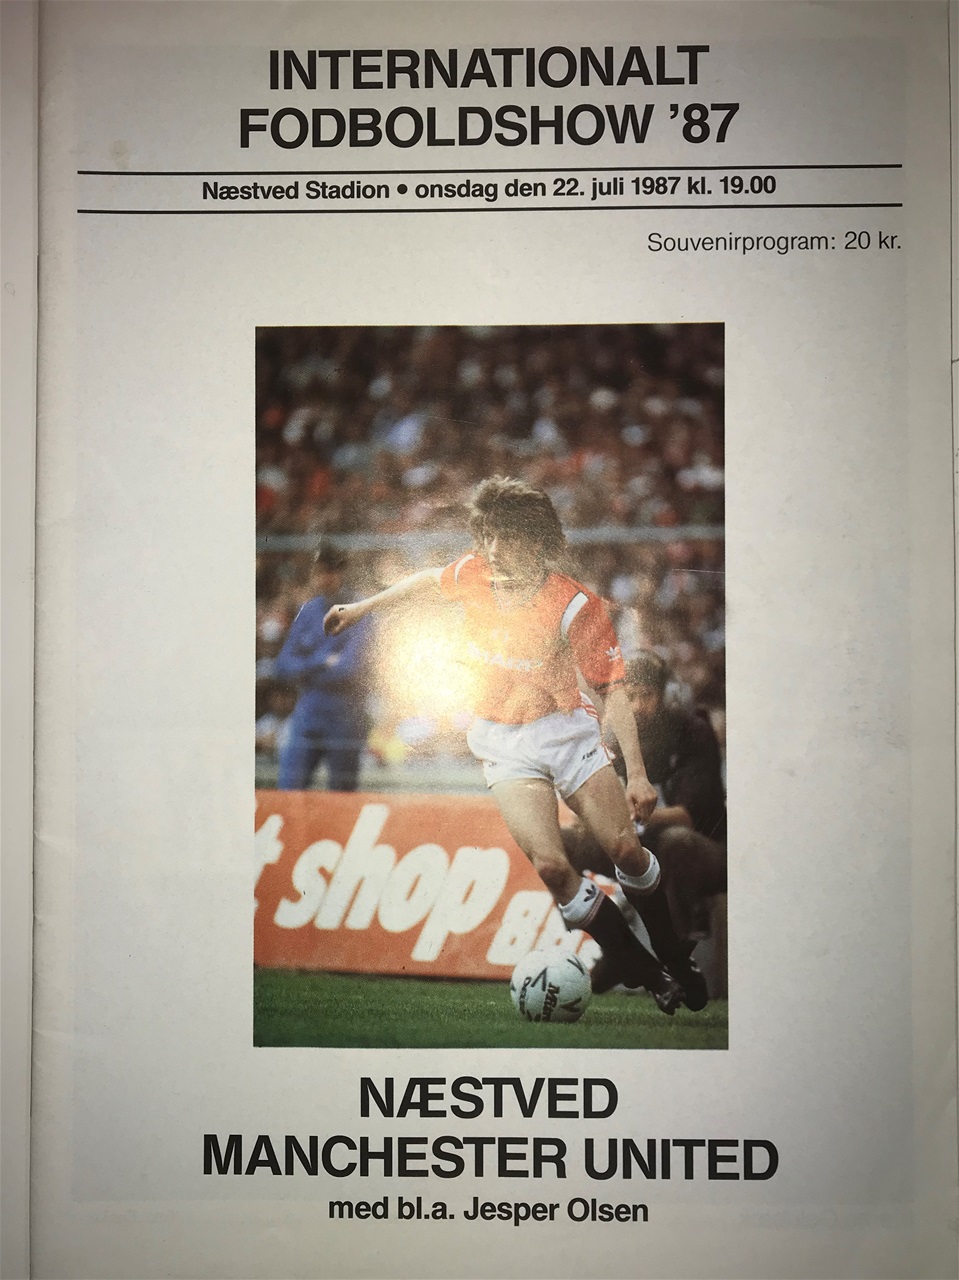 INTERNATIONALT
FODBOLDSHOW ’87
Næstved Stadion • onsdag den 22. juli 1987 kl. 19.00
Souvenirprogram: 20 kr.
shop
NÆSTVED
MANCHESTER UNITED
med bl.a. Jesper Olsen